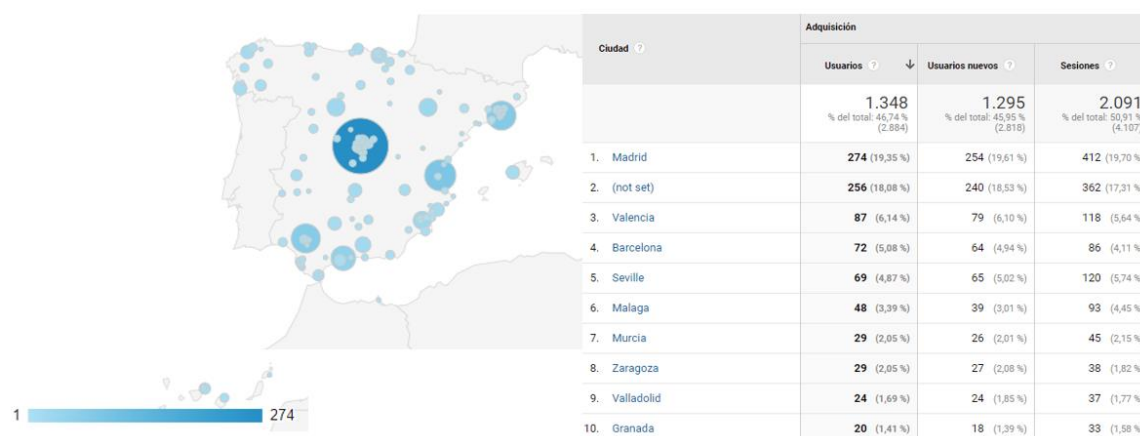 Adquisición
Ciudad ?
Usuarios ? ↓ Usuarios nuevos ? Sesiones ?
1.348 1.295 2.091
% del total: 46,74 % % del total: 45,95 % % del total: 50,91 %
(2.884) (2.818) (4.107)
1. Madrid 274 (19,35 %) 254 (19,61 %) 412 (19,70 %
2. (not set) 256 (18,08 %) 240 (18,53 %) 362 (17,31 %
3. Valencia 87 (6,14 %) 79 (6,10 %) 118 (5,64 %
4. Barcelona 72 (5,08 %) 64 (4,94 %) 86 (4,11 %
5. Seville 69 (4,87 %) 65 (5,02 %) 120 (5,74 %
6. Malaga 48 (3,39 %) 39 (3,01 %) 93 (4,45 %
7. Murcia 29 (2,05 %) 26 (2,01 %) 45 (2,15 %
8. Zaragoza 29 (2,05 %) 27 (2,08 %) 38 (1,82 %
9. Valladolid 24 (1,69 %) 24 (1,85 %) 37 (1,77 %
10. Granada 20 (1,41 %) 18 (1,39 %) 33 (1,58 %
1 274